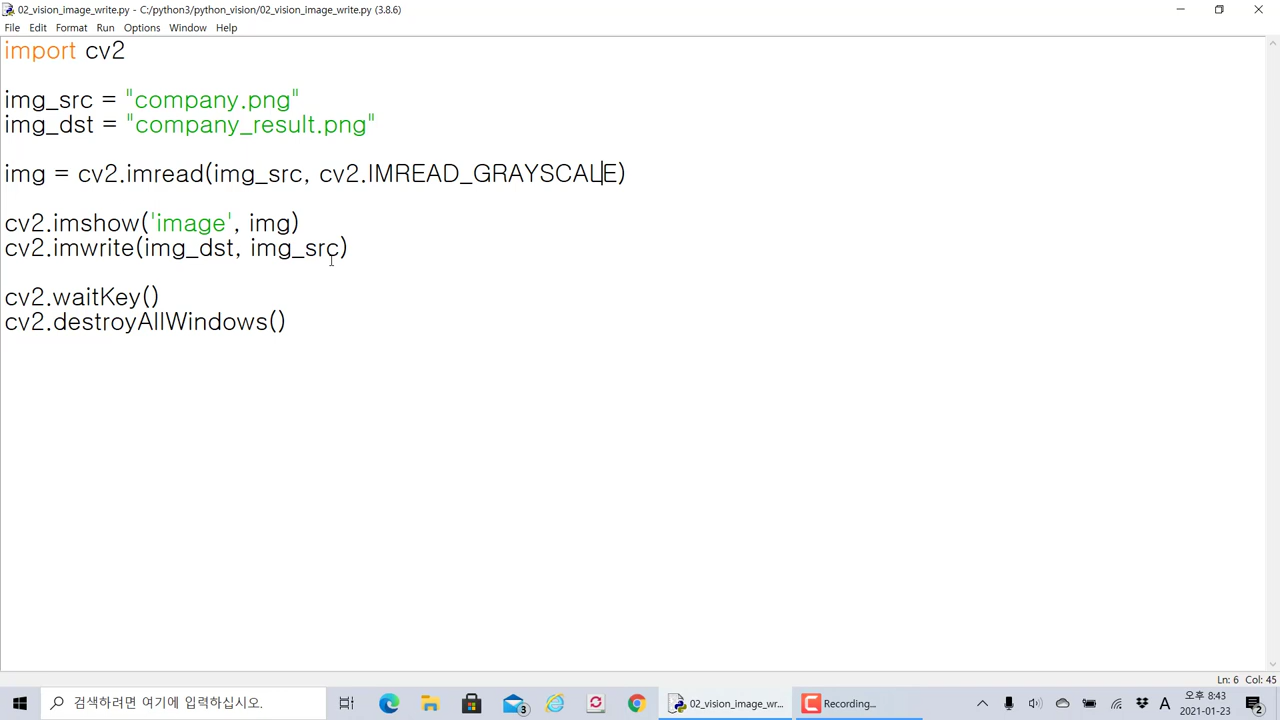 02_vision_image_write.py - C:/python3/python_vision/02_vision_image_write.py (3.8.6)
File Edit Format Run Options Window Help
import cv2
img_src = "company.png"
img_dst = "company_result.png"
img = cv2.imread(img_src, cv2.IMREAD_GRAYSCALE)
cv2.imshow('image', img)
cv2.imwrite(img_dst, img_src)
cv2.waitKey()
cv2.destroyAllWindows()
Ln: 6 Col: 45
검색하려면 여기에 입력하십시오.
3
02_vision_image_wr...
Recording...
A
오후 8:43
2021-01-23
2